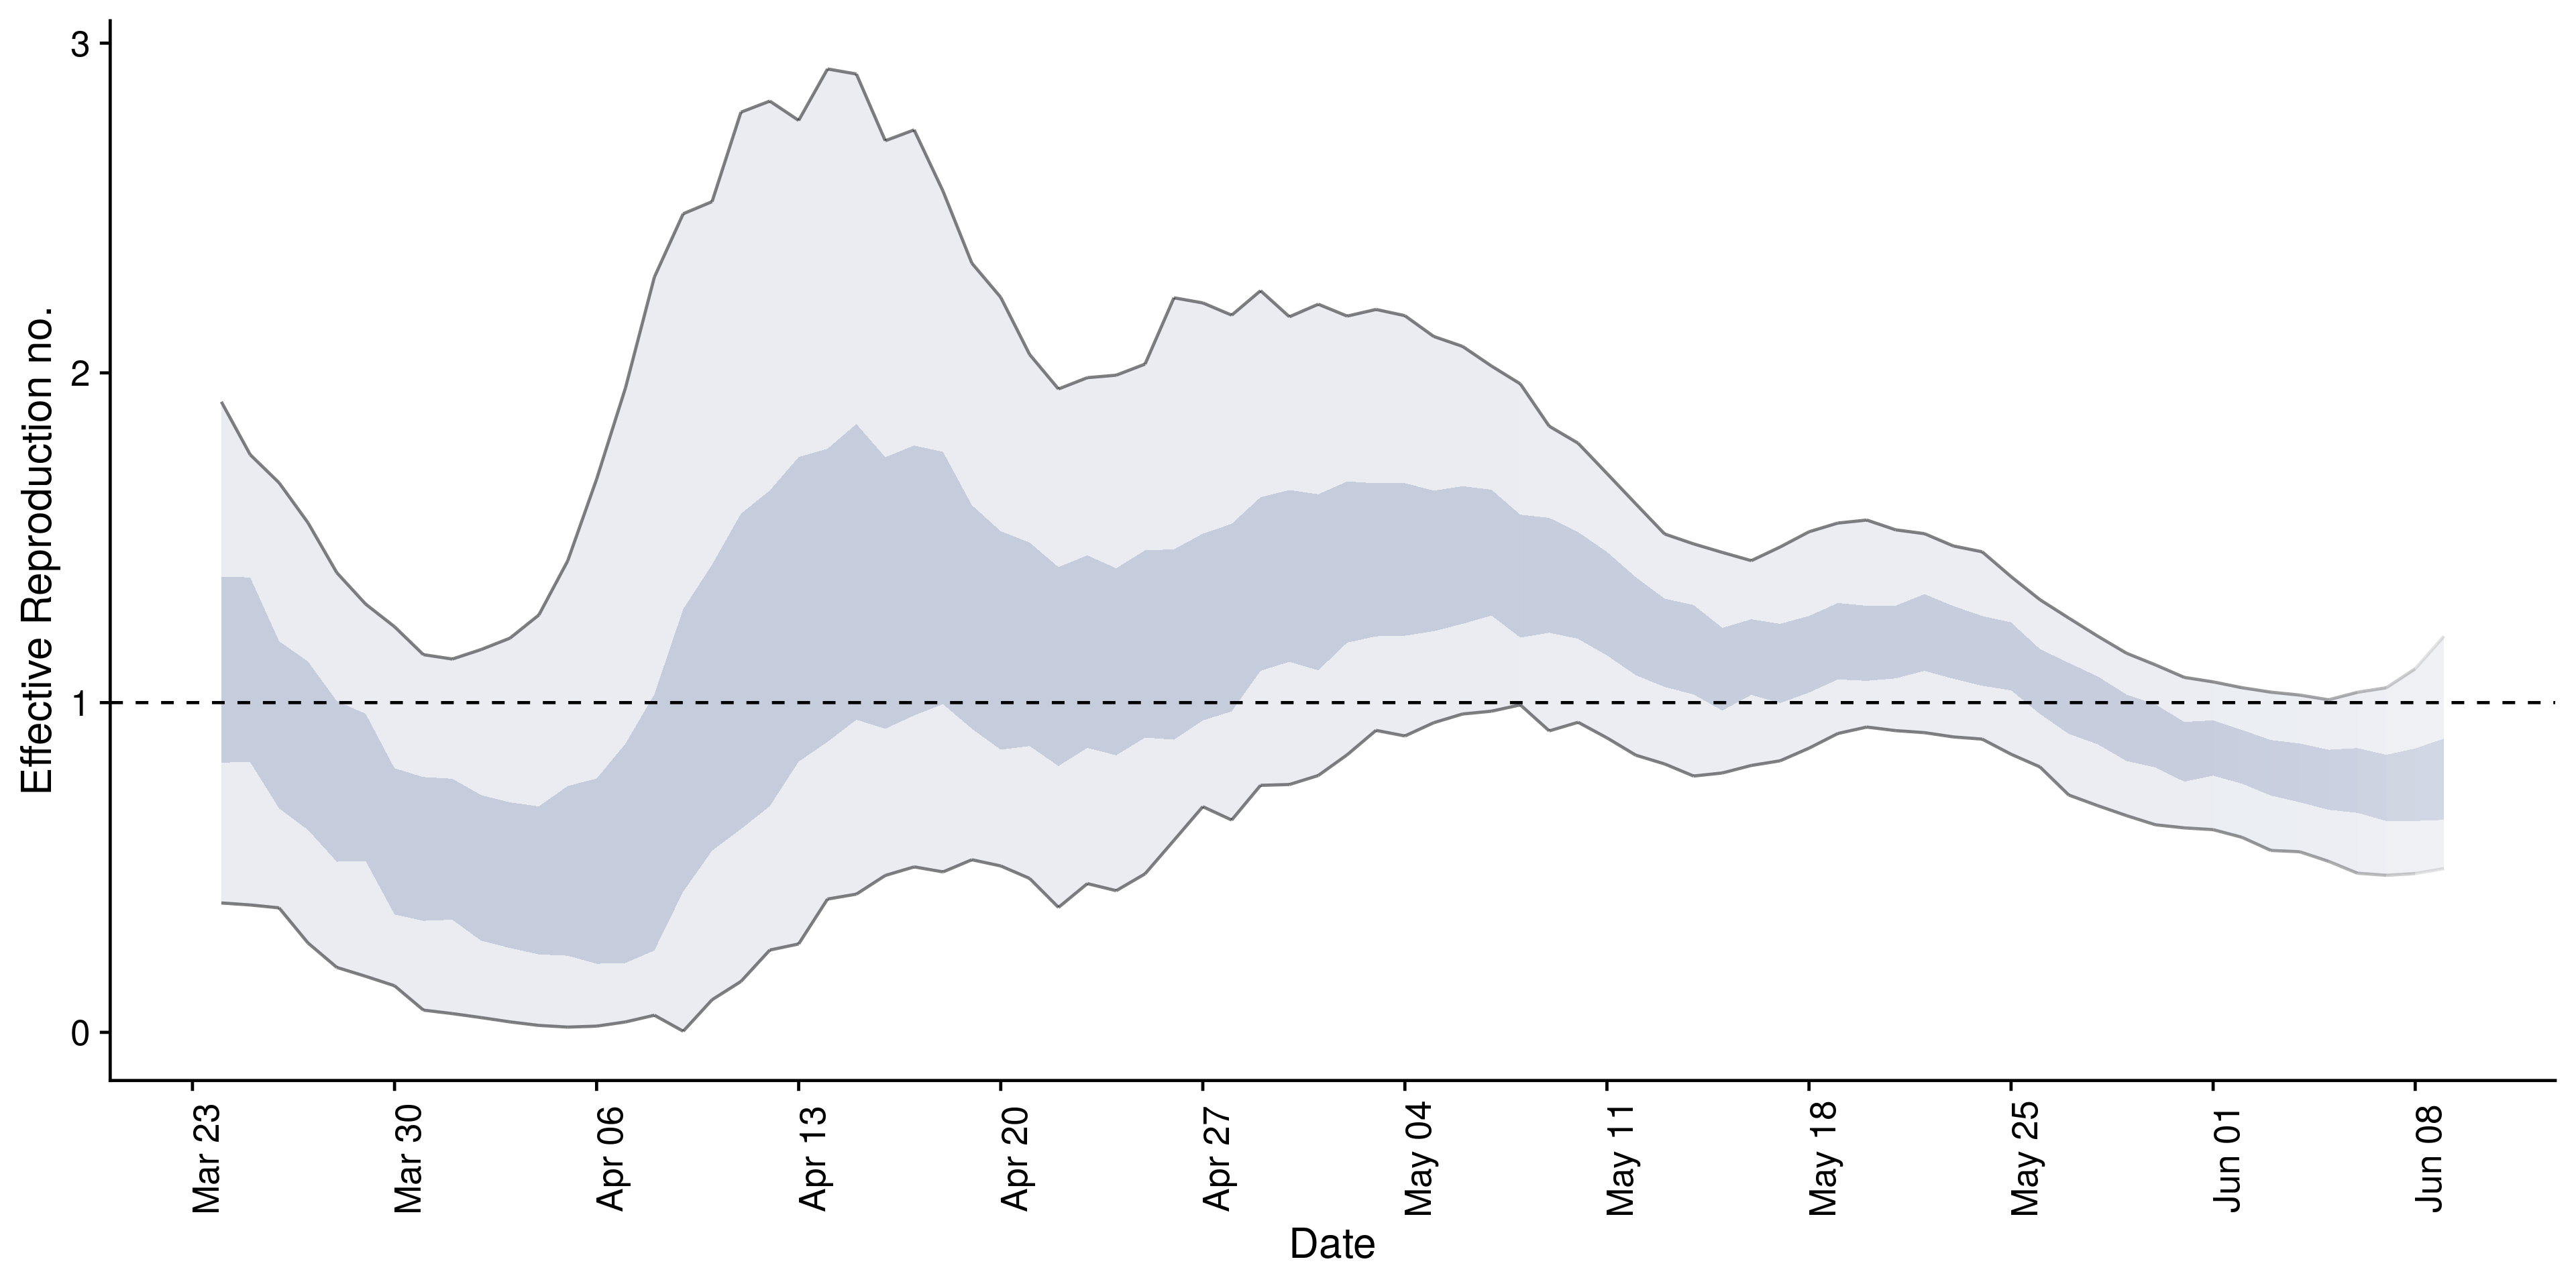 Effective Reproduction no.
3
2
1
0
Mar 23
Mar 30
Apr 06
Apr 13
Apr 20
Apr 27
May 04
May 11
May 18
May 25
Jun 01
Jun 08
Date